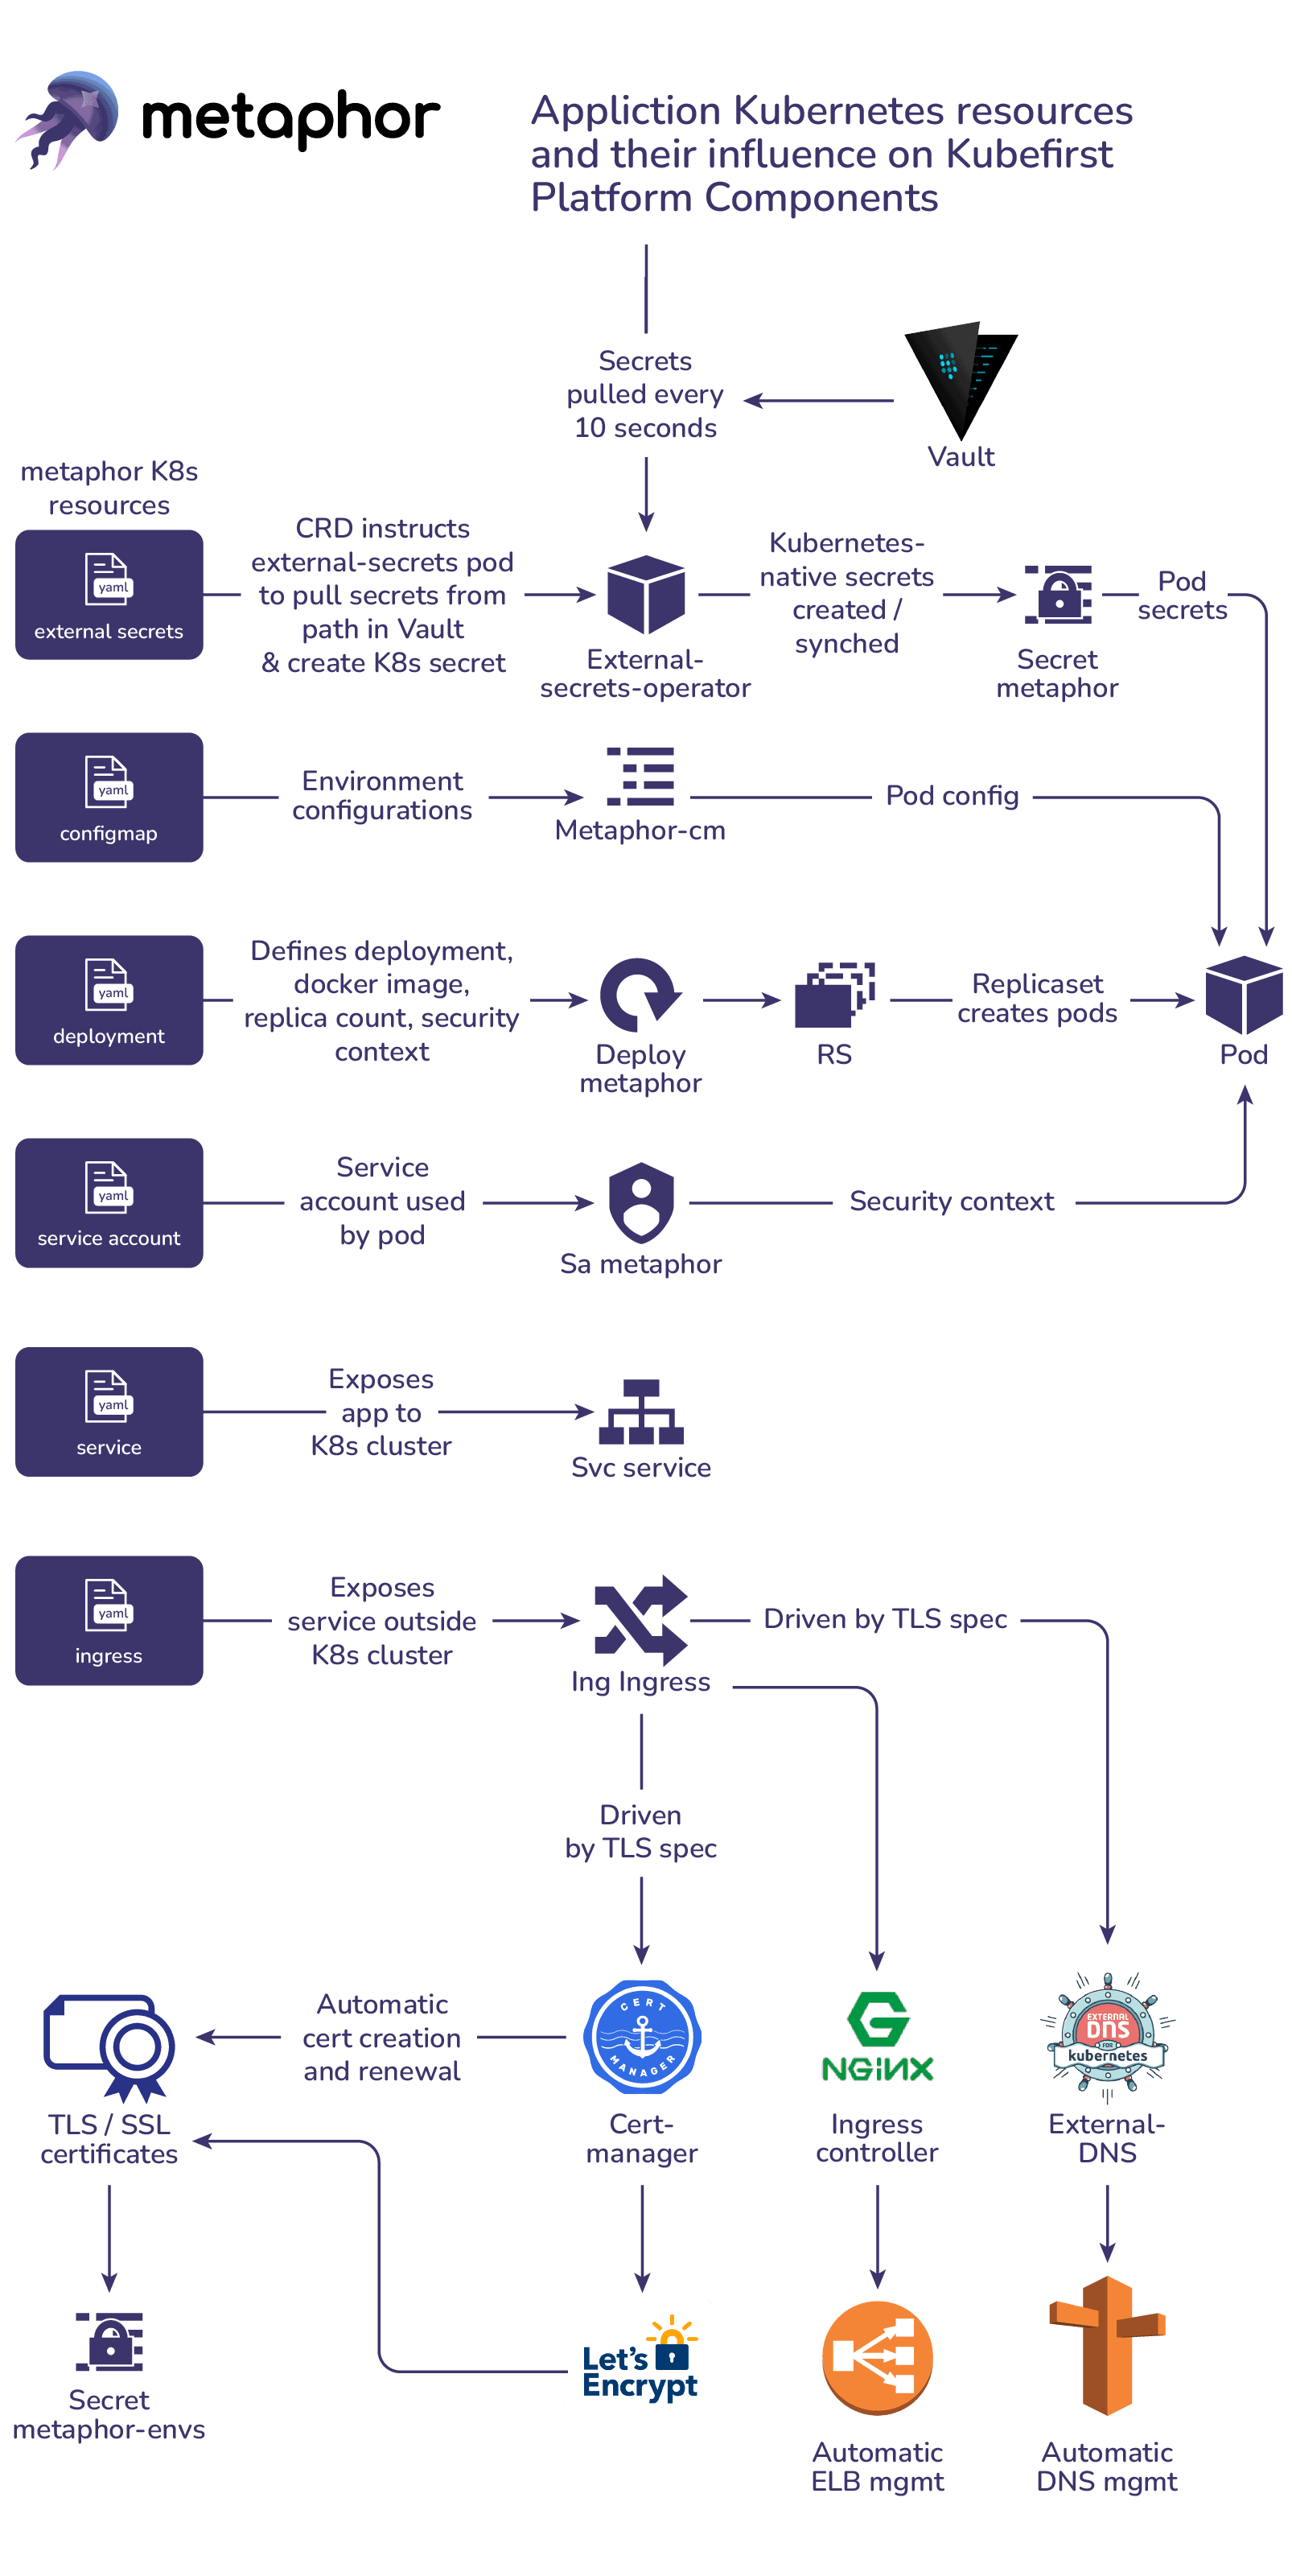 metaphor
Appliction Kubernetes resources
and their influence on Kubefirst
Platform Components
Secrets
pulled every
10 seconds
Vault
metaphor K8s
resources
yaml
external secrets
CRD instructs
external-secrets pod
to pull secrets from
path in Vault
& create K8s secret
External-
secrets-operator
Kubernetes-
native secrets
created /
synched
Secret
metaphor
Pod
secrets
yaml
configmap
Environment
configurations
Metaphor-cm
Pod config
yaml
deployment
Defines deployment,
docker image,
replica count, security
context
Deploy
metaphor
RS
Replicaset
creates pods
Pod
yaml
service account
Service
account used
by pod
Sa metaphor
Security context
yaml
service
Exposes
app to
K8s cluster
Svc service
yaml
ingress
Exposes
service outside
K8s cluster
Ing Ingress
Driven by TLS spec
Driven
by TLS spec
TLS / SSL
certificates
Automatic
cert creation
and renewal
CERT
MANAGER
Cert-
manager
NGINX
Ingress
controller
EXTERNAL
DNS
FOR
kubernetes
External-
DNS
Secret
metaphor-envs
Let's
Encrypt
Automatic
ELB mgmt
Automatic
DNS mgmt